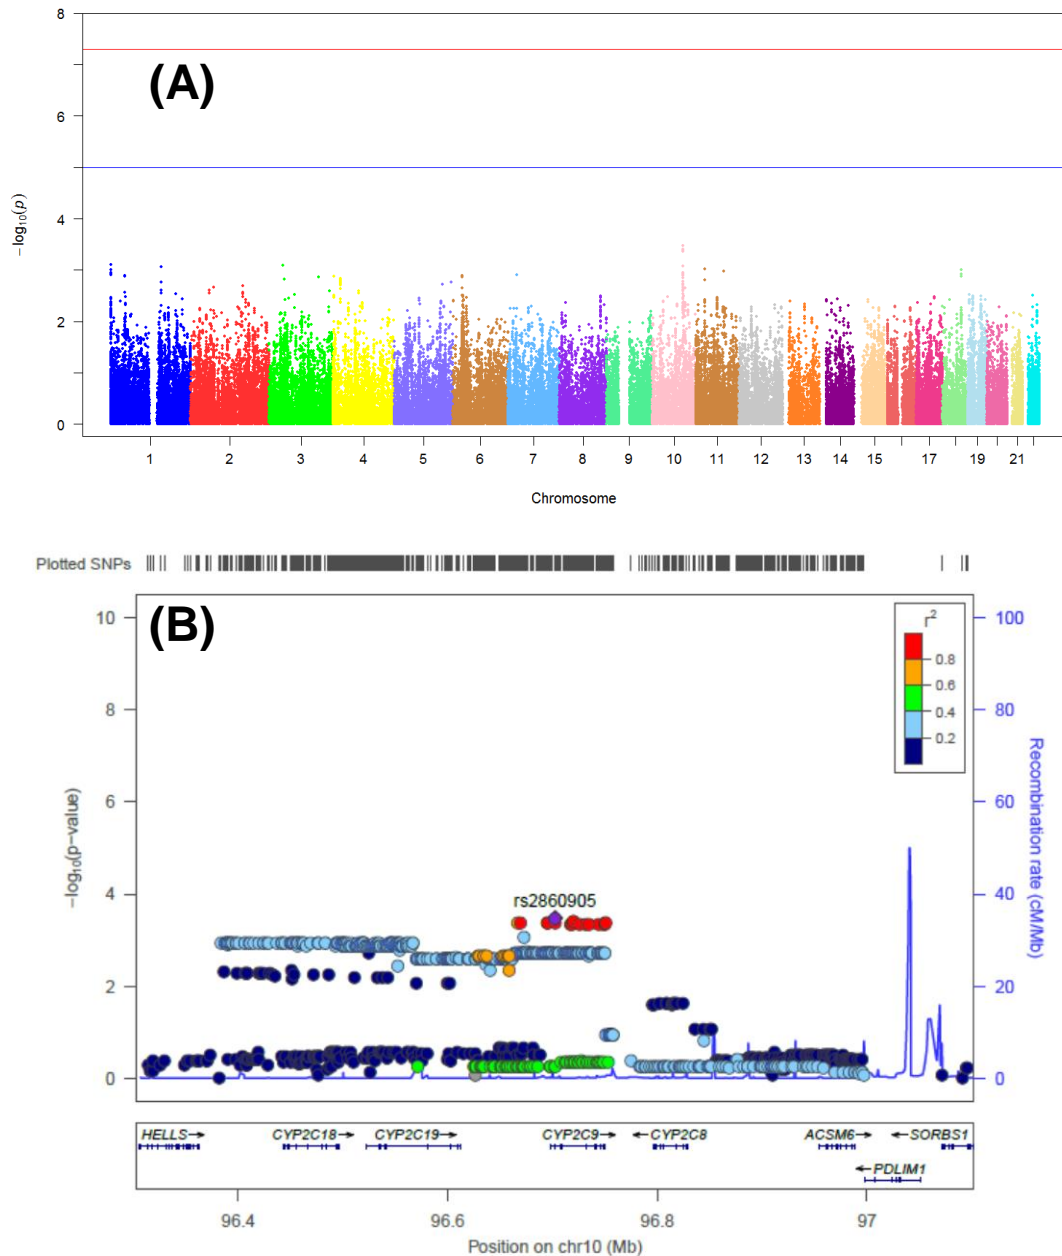 8
(A)
6
4
2
0
−log10(p)
1 2 3 4 5 6 7 8 9 10 11 12 13 14 15 17 19 21
Chromosome
Plotted SNPs
(B)
10
8
6
4
2
0
−log10(p−value)
r2
0.8
0.6
0.4
0.2
100
80
60
40
20
0
Recombination rate (cM/Mb)
rs2860905
HELLS→ CYP2C18→ CYP2C19→ CYP2C9→ ←CYP2C8 ACSM6→ ←SORBS1
←PDLIM1
96.4 96.6 96.8 97
Position on chr10 (Mb)